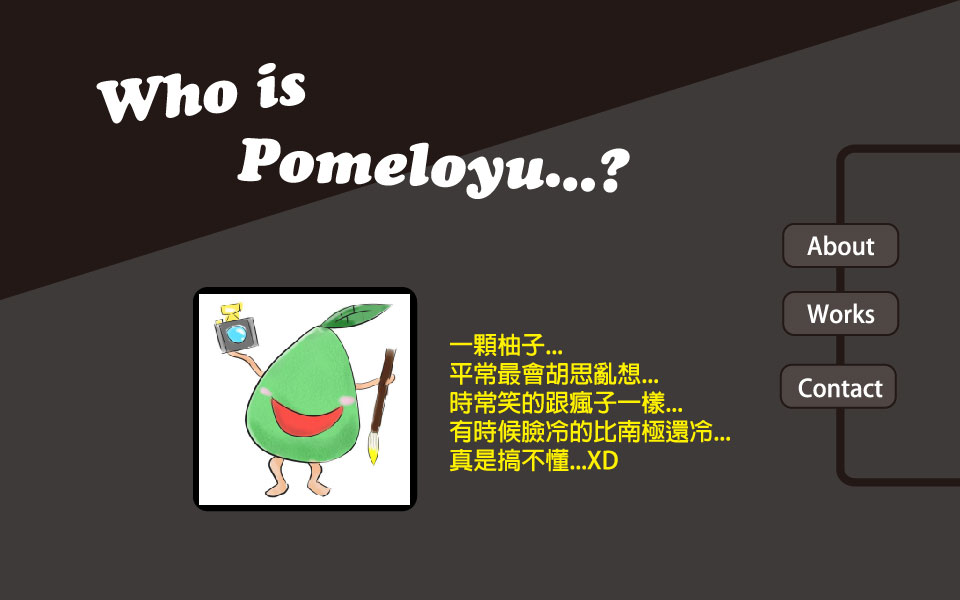 Who is
Pomeloyu...?
About
Works
Contact
一顆柚子...
平常最會胡思亂想...
時常笑的跟瘋子一樣...
有時候臉冷的比南極還冷...
真是搞不懂...XD